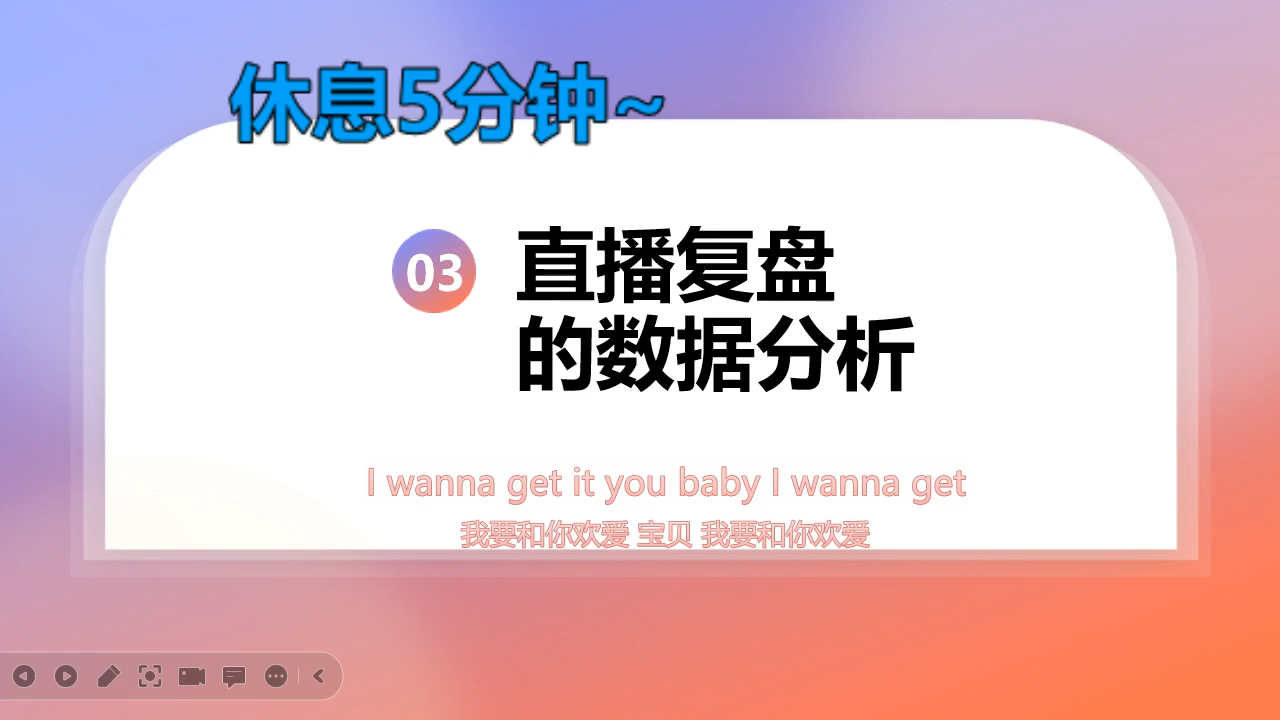 休息5分钟~
03
直播复盘
的数据分析
I wanna get it you baby I wanna get
我要和你欢爱 宝贝 我要和你欢爱